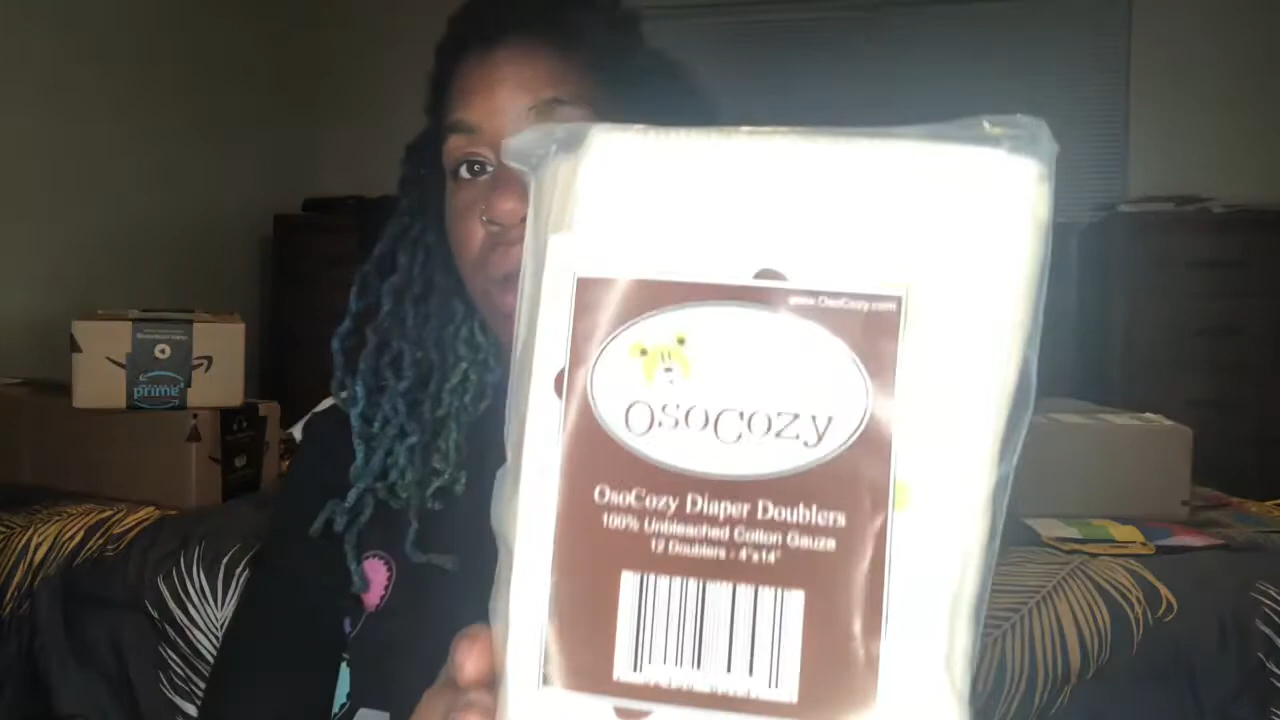 www.OsoCozy.com
OsoCozy
OsoCozy Diaper Doublers
100% Unbleached Cotton Gauze
12 Doublers - 4"x14"
prime